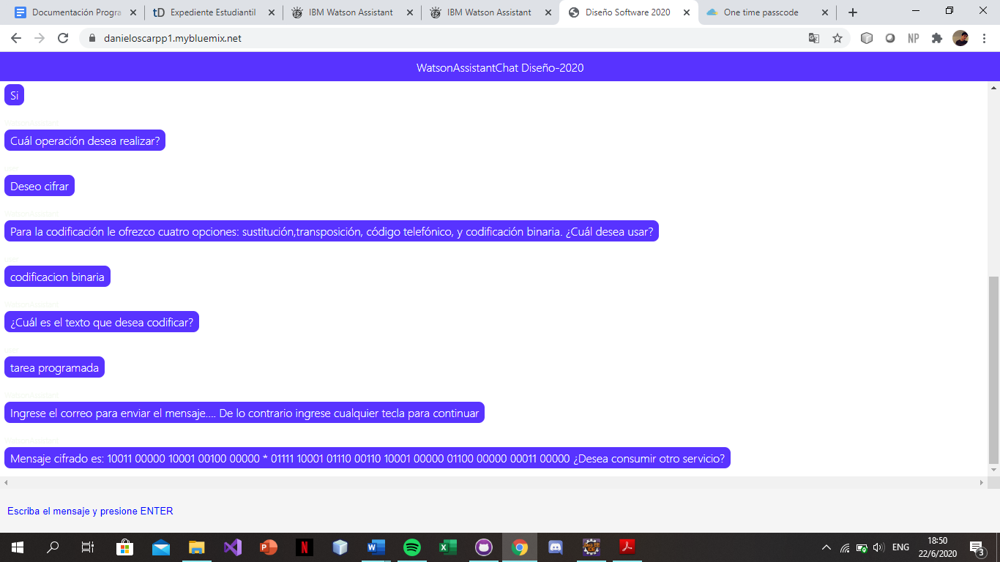 Documentación Progra
Expediente Estudiantil
IBM Watson Assistant
IBM Watson Assistant
Diseño Software 2020
One time passcode
danieloscarpp1.mybluemix.net
NP
WatsonAssistantChat Diseño-2020
Si
WatsonAssistant
Cuál operación desea realizar?
Deseo cifrar
WatsonAssistant
Para la codificación le ofrezco cuatro opciones: sustitución,transposición, código telefónico, y codificación binaria. ¿Cuál desea usar?
codificacion binaria
WatsonAssistant
¿Cuál es el texto que desea codificar?
tarea programada
WatsonAssistant
Ingrese el correo para enviar el mensaje.... De lo contrario ingrese cualquier tecla para continuar
WatsonAssistant
Mensaje cifrado es: 10011 00000 10001 00100 00000 * 01111 10001 01110 00110 10001 00000 01100 00000 00011 00000 ¿Desea consumir otro servicio?
Escriba el mensaje y presione ENTER
ENG
18:50
22/6/2020
3